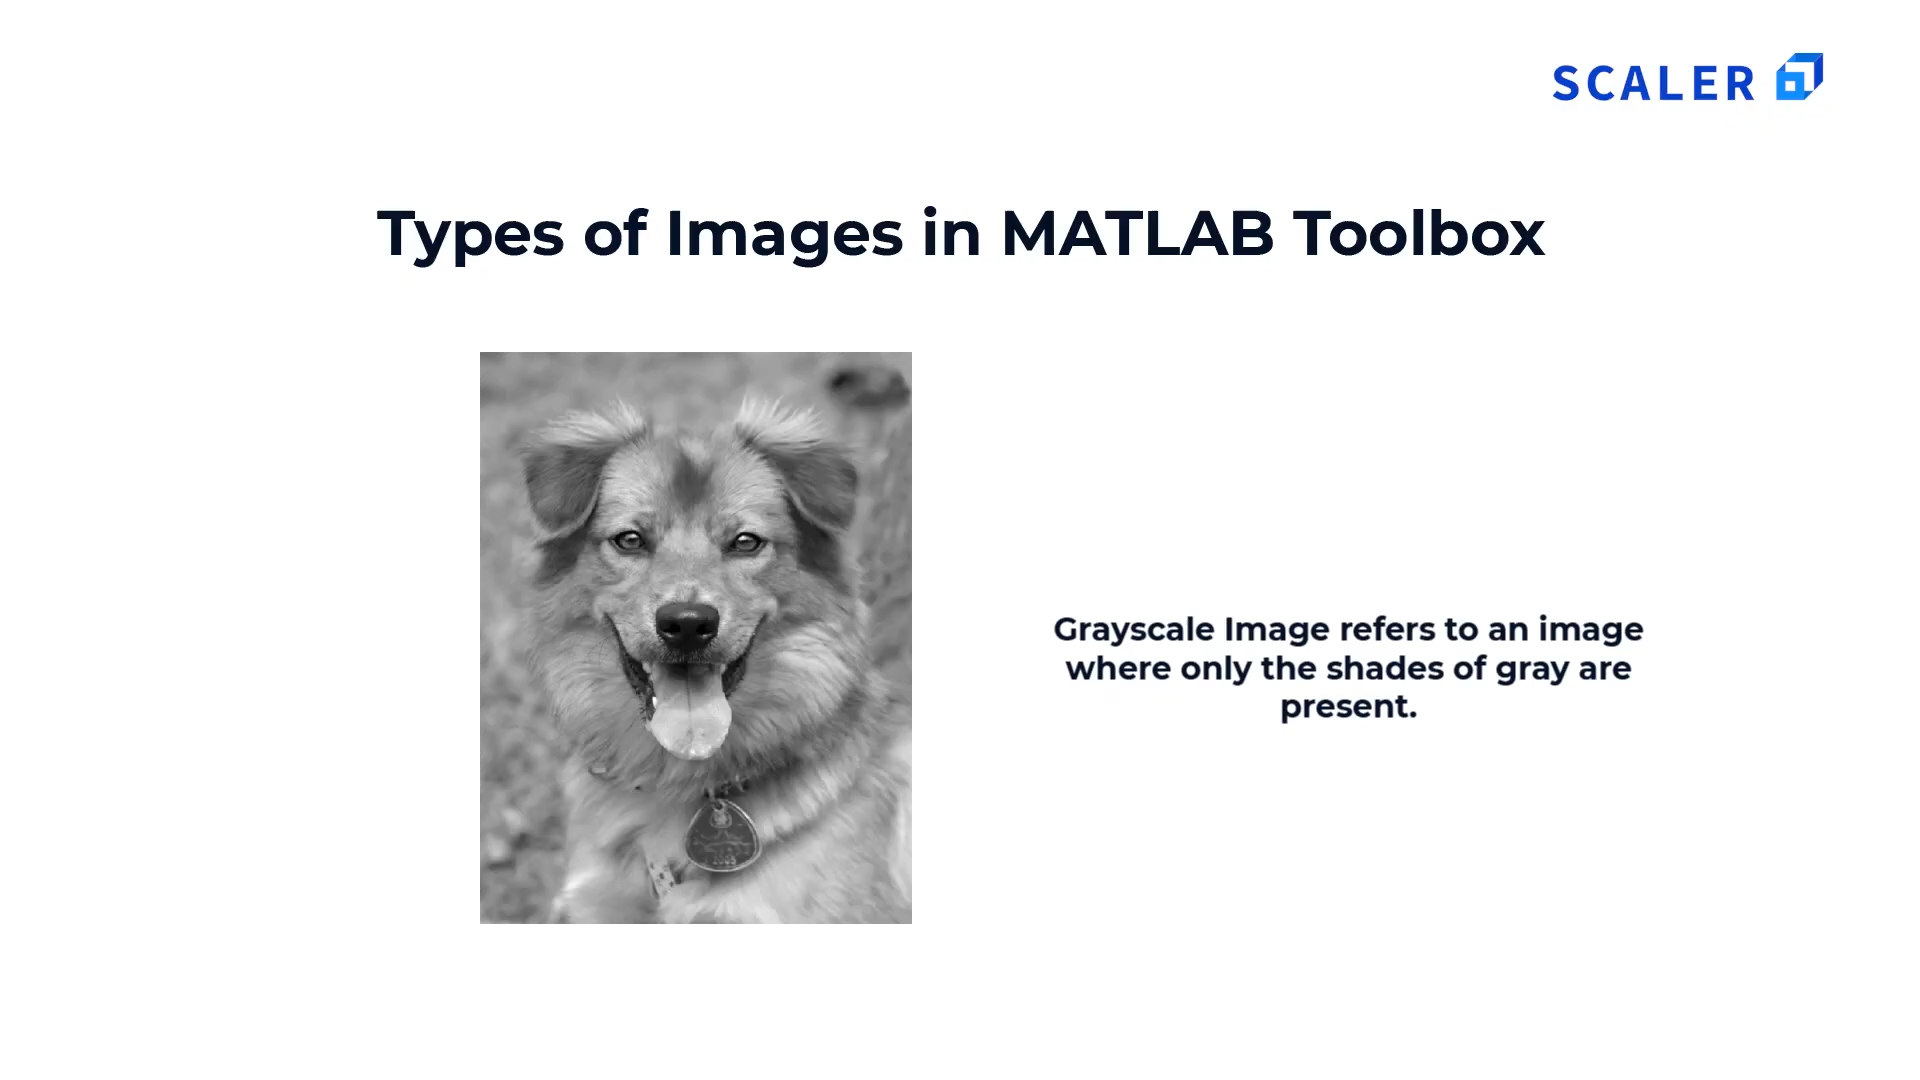 SCALER
Types of Images in MATLAB Toolbox
Grayscale Image refers to an image
where only the shades of gray are
present.